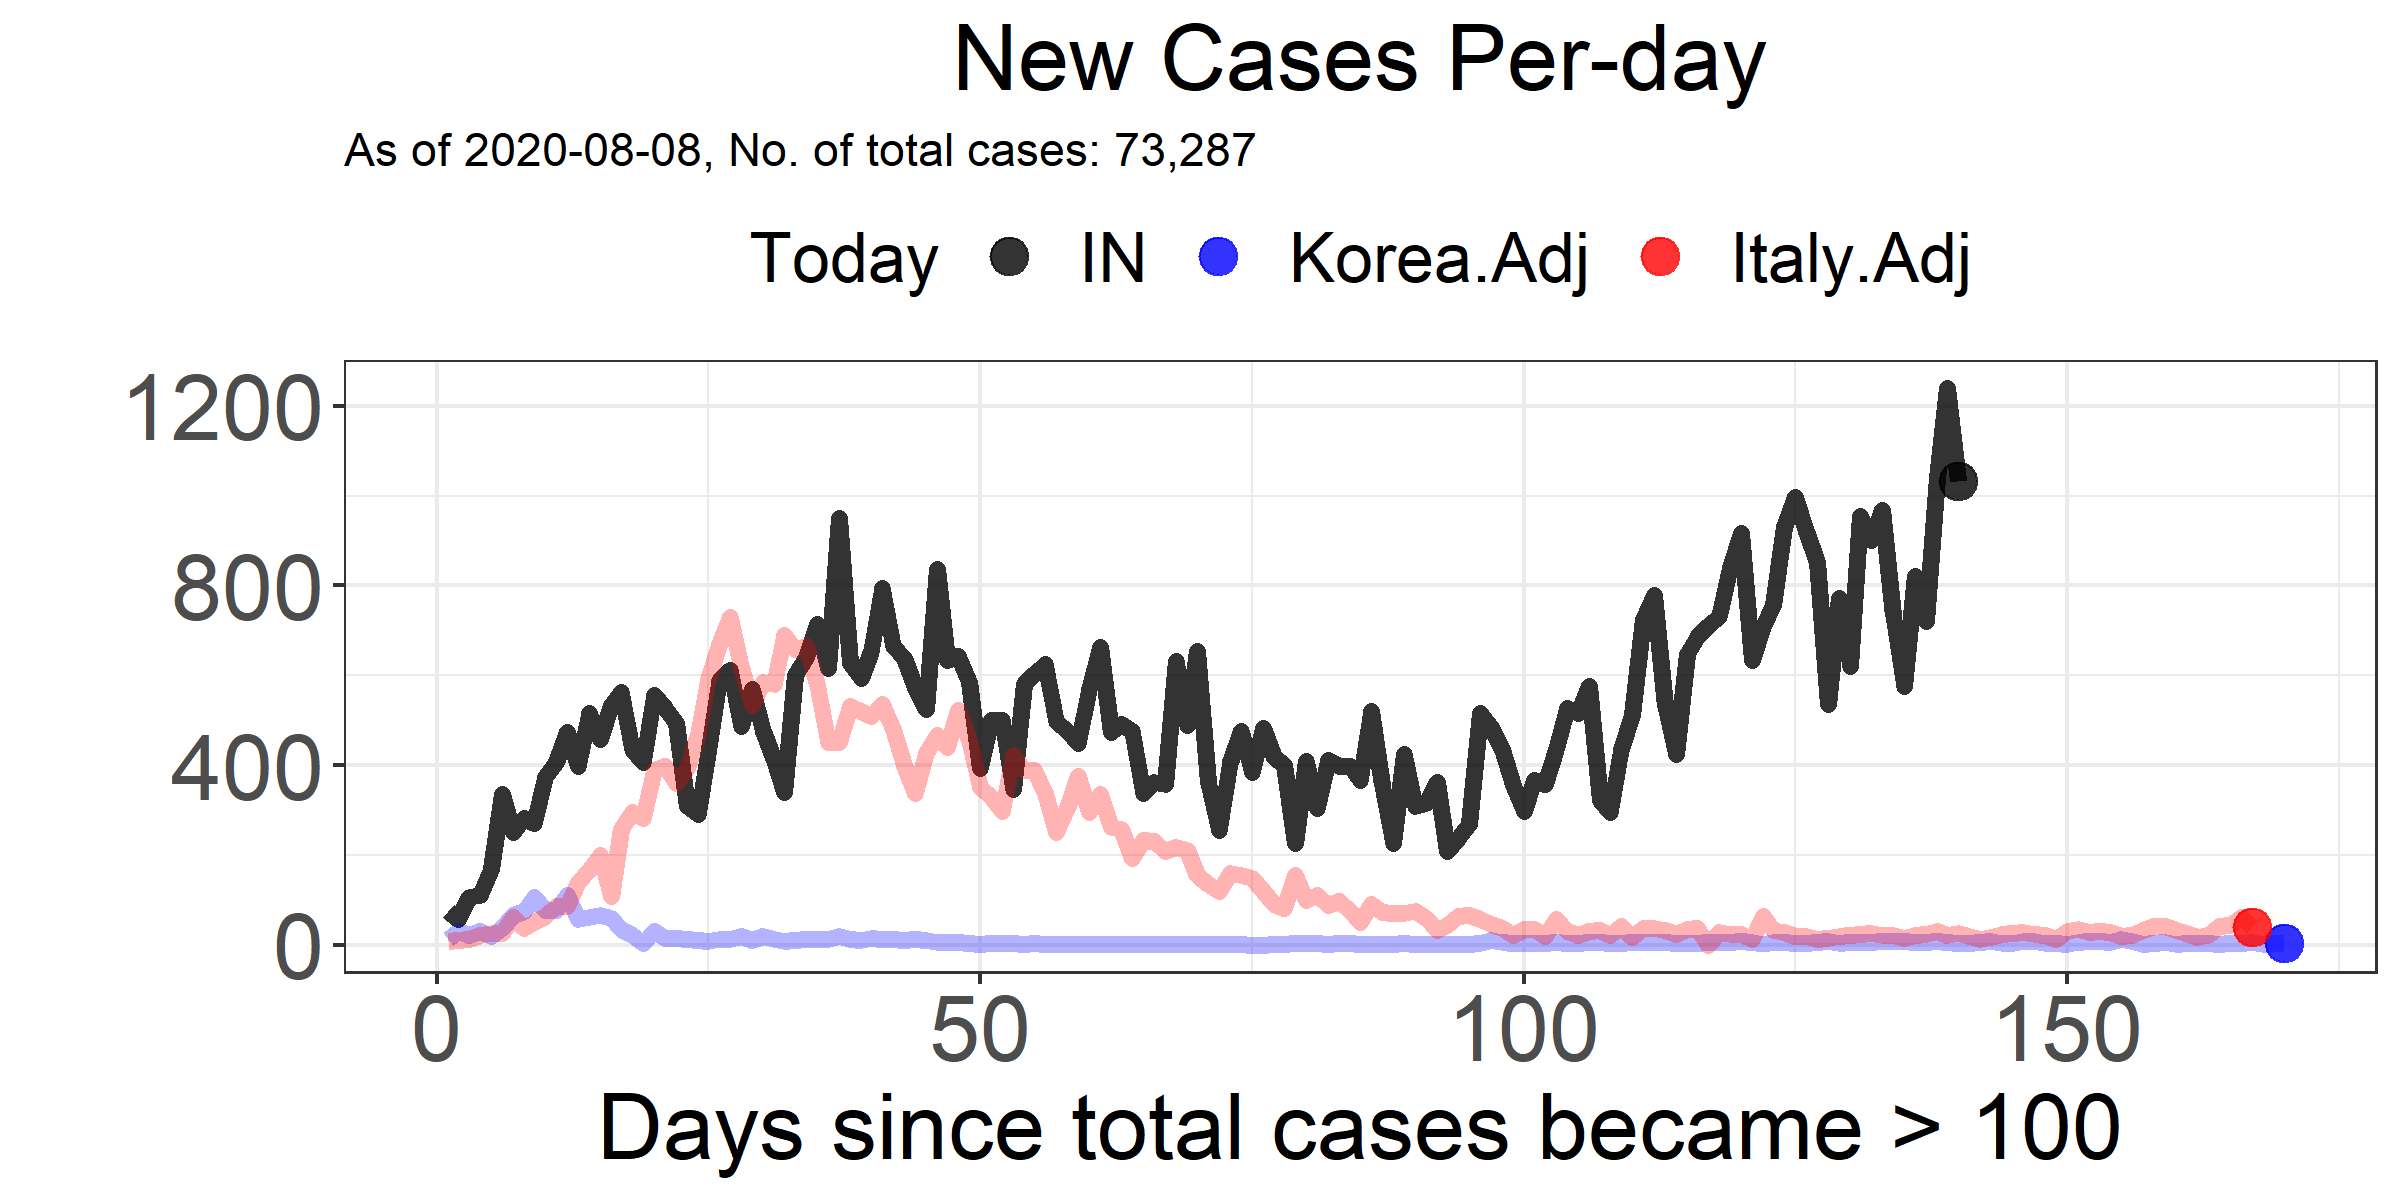 New Cases Per-day
As of 2020-08-08, No. of total cases: 73,287
Today IN Korea.Adj Italy.Adj
1200
800
400
0
0 50 100 150
Days since total cases became > 100